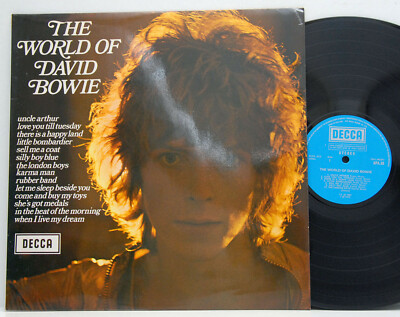 THE
WORLD OF
DAVID
BOWIE
uncle arthur
love you till tuesday
there is a happy land
little bombardier
sell me a coat
silly boy blue
the london boys
karma man
rubber band
let me sleep beside you
come and buy my toys
she's got medals
in the heat of the morning
when I live my dream
DECCA
DECCA
THE WORLD OF DAVID BOWIE